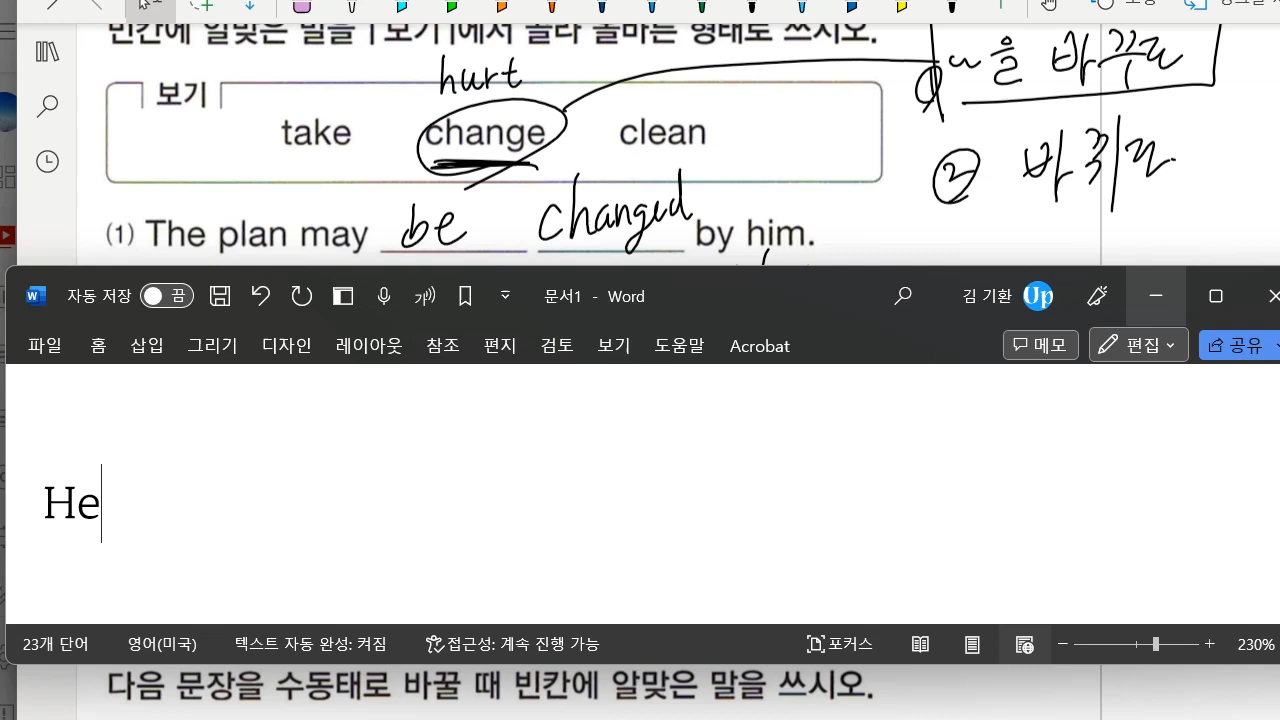 빈칸에 알맞은 말을 [보기]에서 골라 올바른 형태로 쓰시오.
hurt
~을 바꾸다
보기
take change clean
② 바뀌다.
(1) The plan may be changed by him.
자동 저장 끔 문서1 - Word 김 기환 Up
파일 홈 삽입 그리기 디자인 레이아웃 참조 편지 검토 보기 도움말 Acrobat 메모 편집 공유
He
23개 단어 영어(미국) 텍스트 자동 완성: 켜짐 접근성: 계속 진행 가능 포커스 230%
다음 문장을 수동태로 바꿀 때 빈칸에 알맞은 말을 쓰시오.